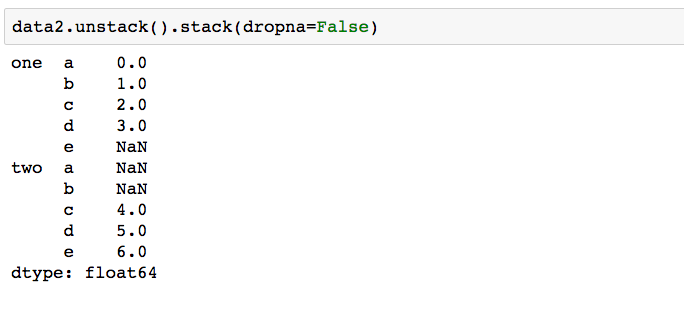 data2.unstack().stack(dropna=False)
one  a    0.0
     b    1.0
     c    2.0
     d    3.0
     e    NaN
two  a    NaN
     b    NaN
     c    4.0
     d    5.0
     e    6.0
dtype: float64